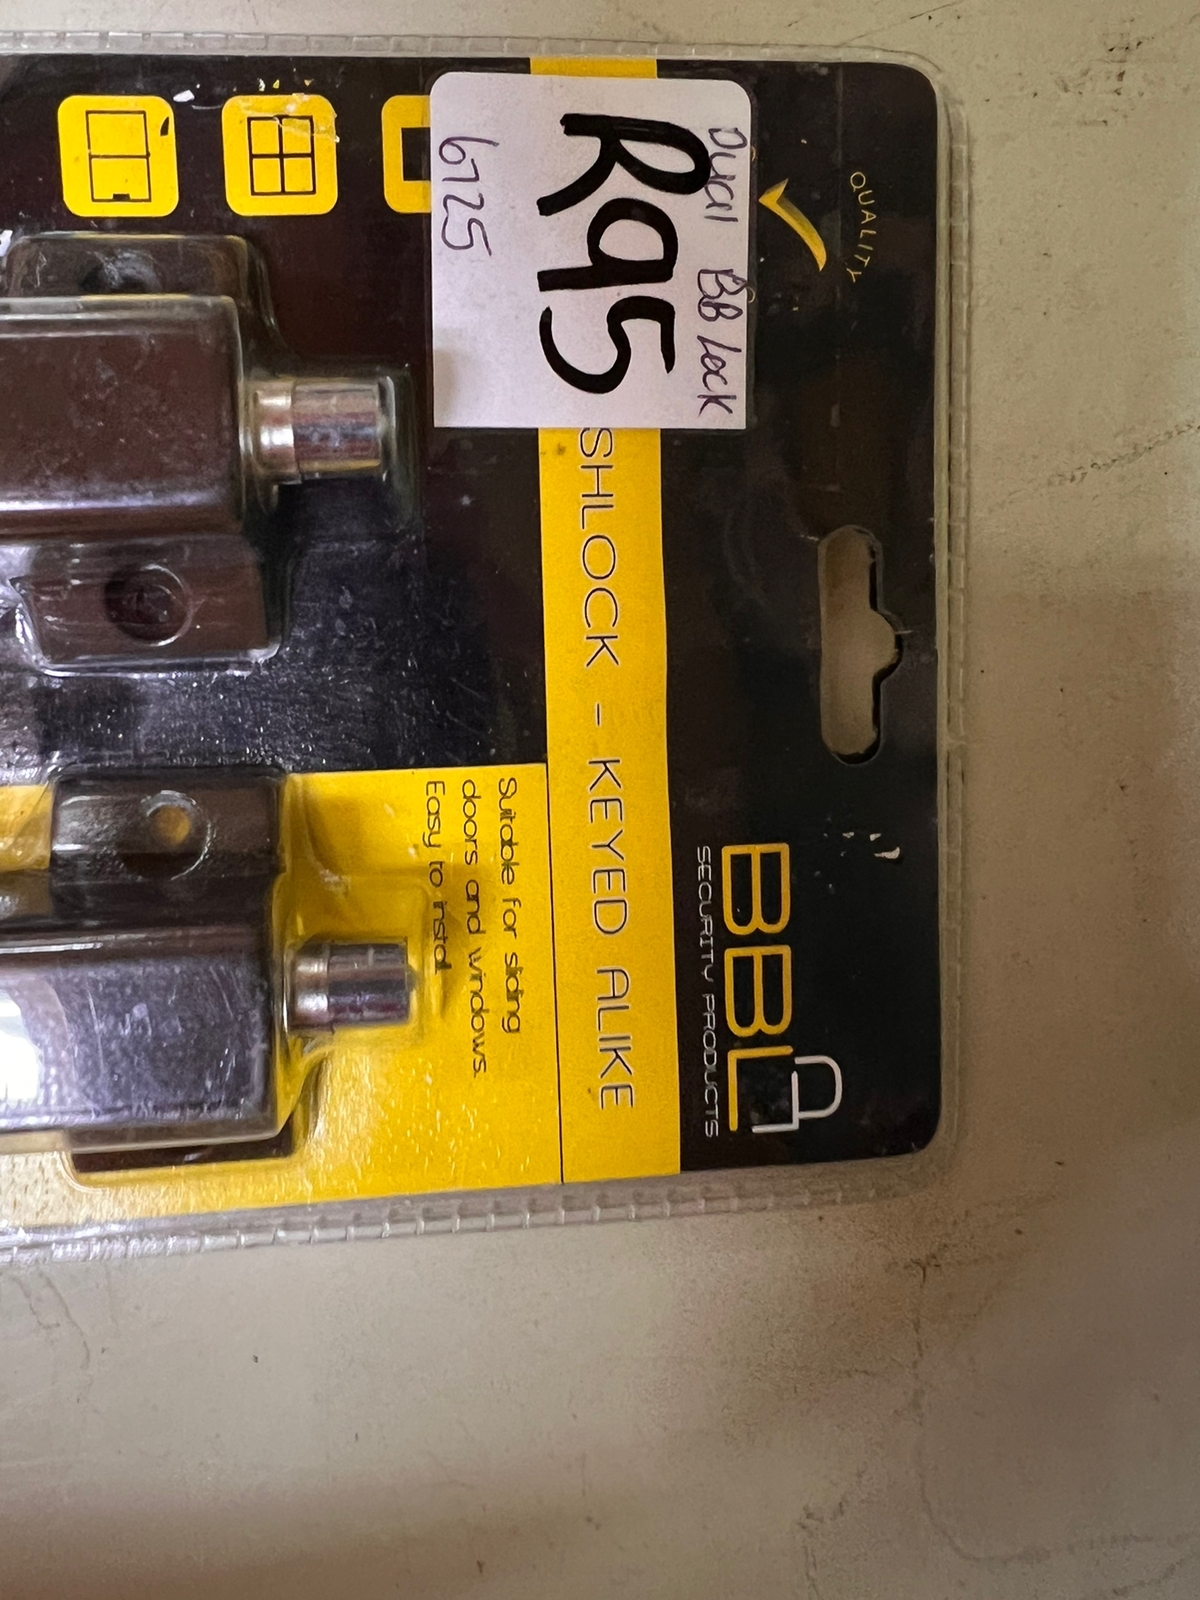 QUALITY
BBL
SECURITY PRODUCTS
Dual BB Lock
R95
6725
SHLOCK - KEYED ALIKE
Suitable for sliding
doors and windows.
Easy to install.